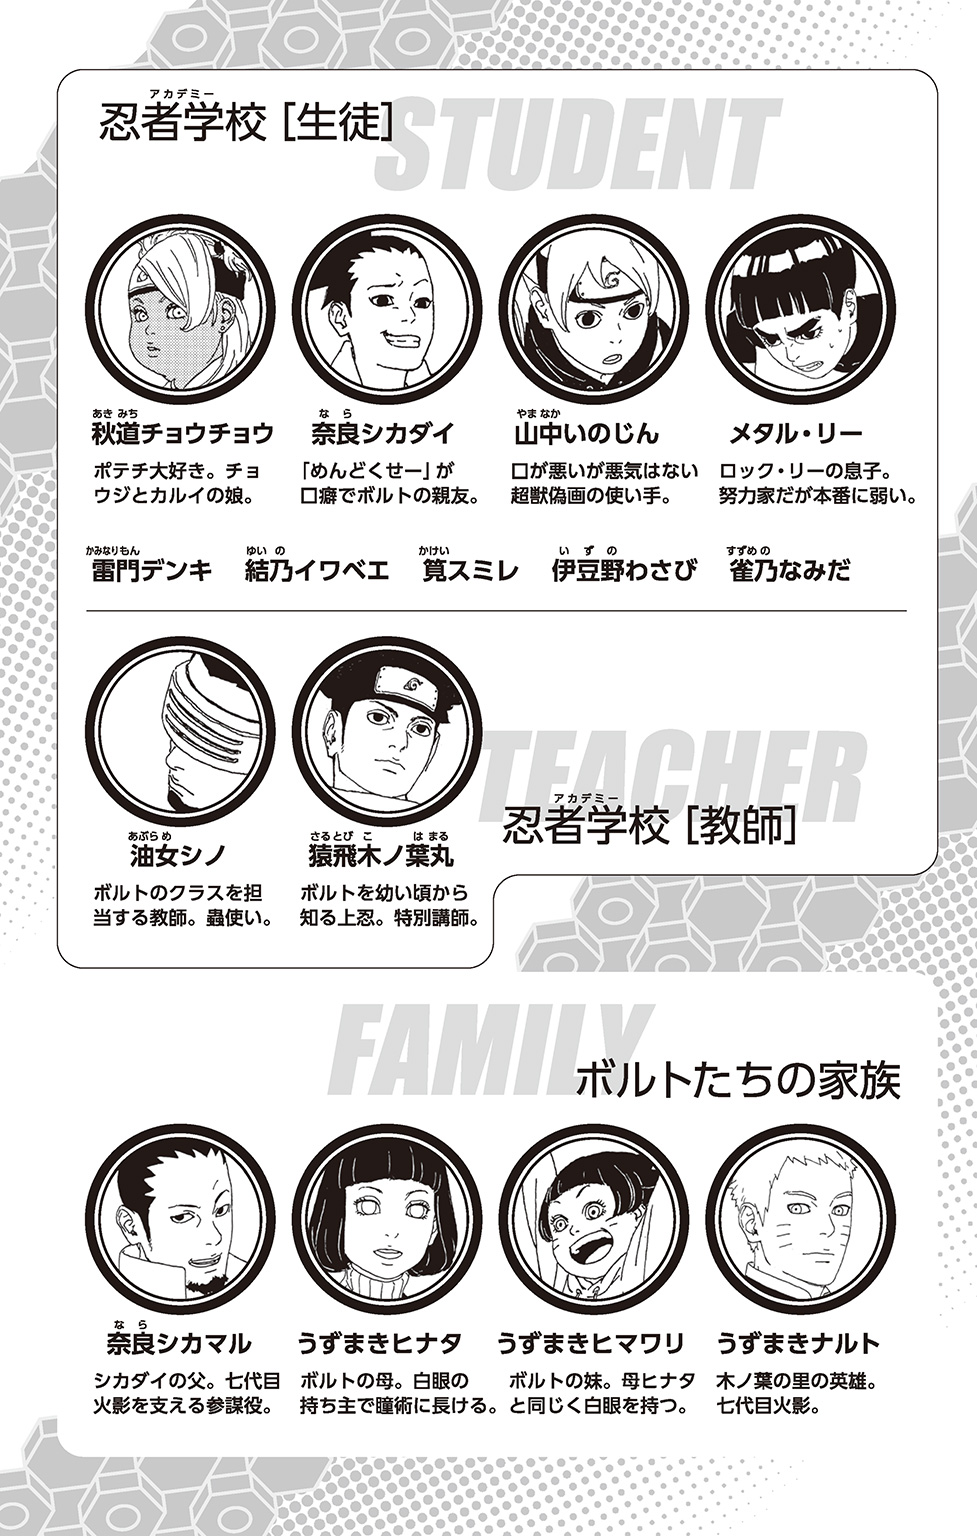 アカデミー
忍者学校［生徒］
STUDENT
あきみち
秋道チョウチョウ
ポテチ大好き。チョ
ウジとカルイの娘。
なら
奈良シカダイ
「めんどくせー」が
口癖でボルトの親友。
やまなか
山中いのじん
口が悪いが悪気はない
超獣偽画の使い手。
メタル・リー
ロック・リーの息子。
努力家だが本番に弱い。
かみなりもん
雷門デンキ
ゆいの
結乃イワベエ
かけい
筧スミレ
いずの
伊豆野わさび
すずめの
雀乃なみだ
TEACHER
アカデミー
忍者学校［教師］
あぶらめ
油女シノ
ボルトのクラスを担
当する教師。蟲使い。
さるとび こ は まる
猿飛木ノ葉丸
ボルトを幼い頃から
知る上忍。特別講師。
FAMILY
ボルトたちの家族
なら
奈良シカマル
シカダイの父。七代目
火影を支える参謀役。
うずまきヒナタ
ボルトの母。白眼の
持ち主で瞳術に長ける。
うずまきヒマワリ
ボルトの妹。母ヒナタ
と同じく白眼を持つ。
うずまきナルト
木ノ葉の里の英雄。
七代目火影。